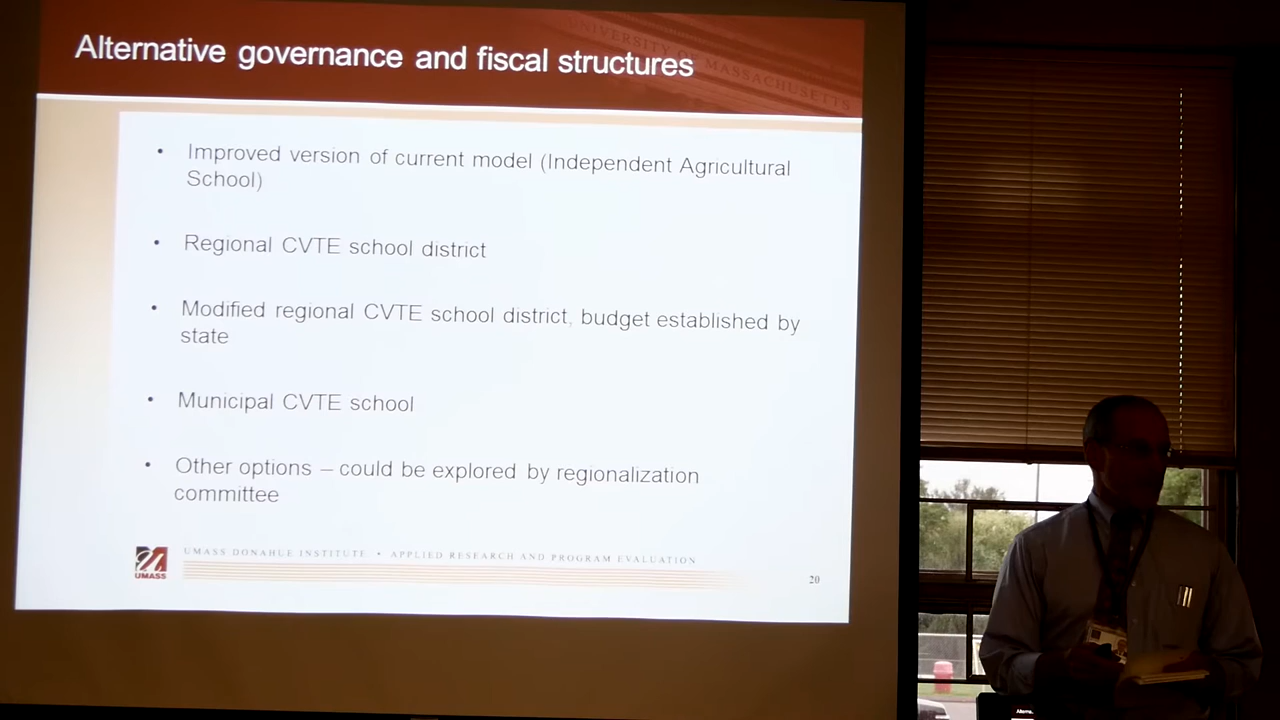 UNIVERSITY OF
MASSACHUSETTS
Alternative governance and fiscal structures
• Improved version of current model (Independent Agricultural
School)
• Regional CVTE school district
• Modified regional CVTE school district, budget established by
state
• Municipal CVTE school
• Other options – could be explored by regionalization
committee
UMASS
UMASS DONAHUE INSTITUTE • APPLIED RESEARCH AND PROGRAM EVALUATION
20